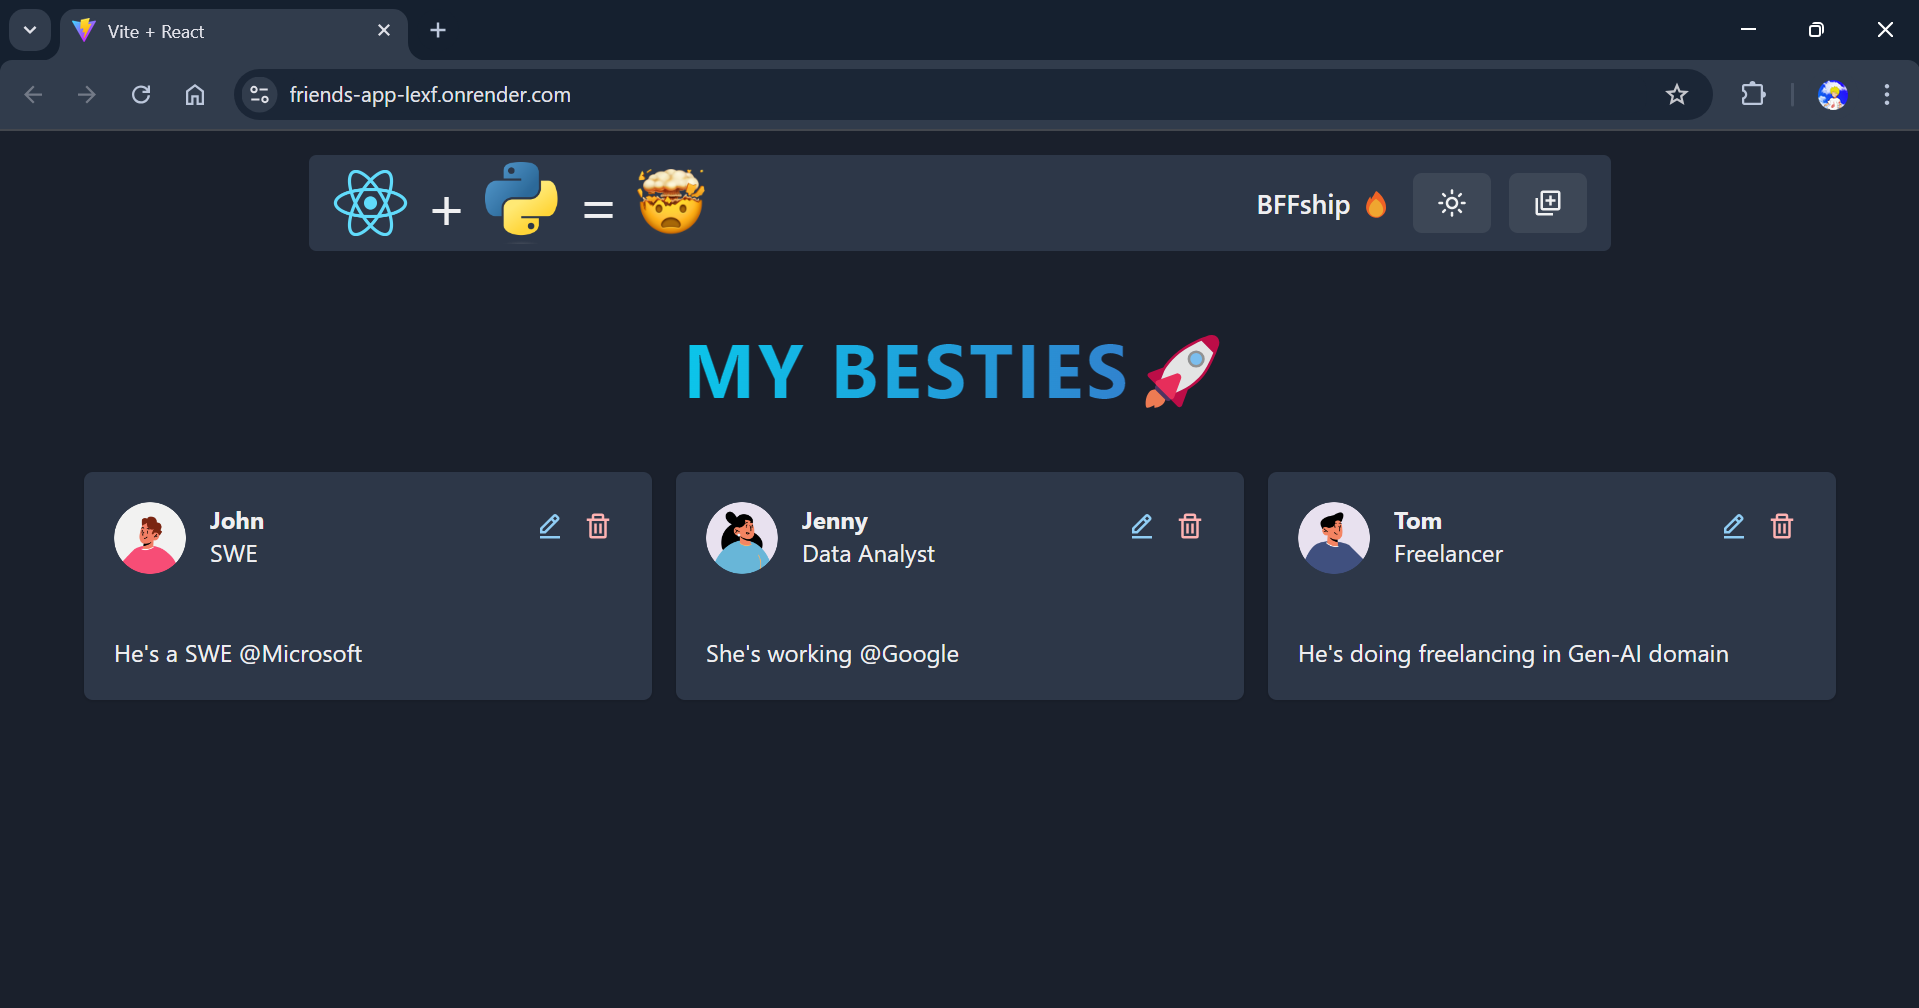 Vite + React
friends-app-lexf.onrender.com
+ =
BFFship
MY BESTIES
John
SWE
He's a SWE @Microsoft
Jenny
Data Analyst
She's working @Google
Tom
Freelancer
He's doing freelancing in Gen-AI domain